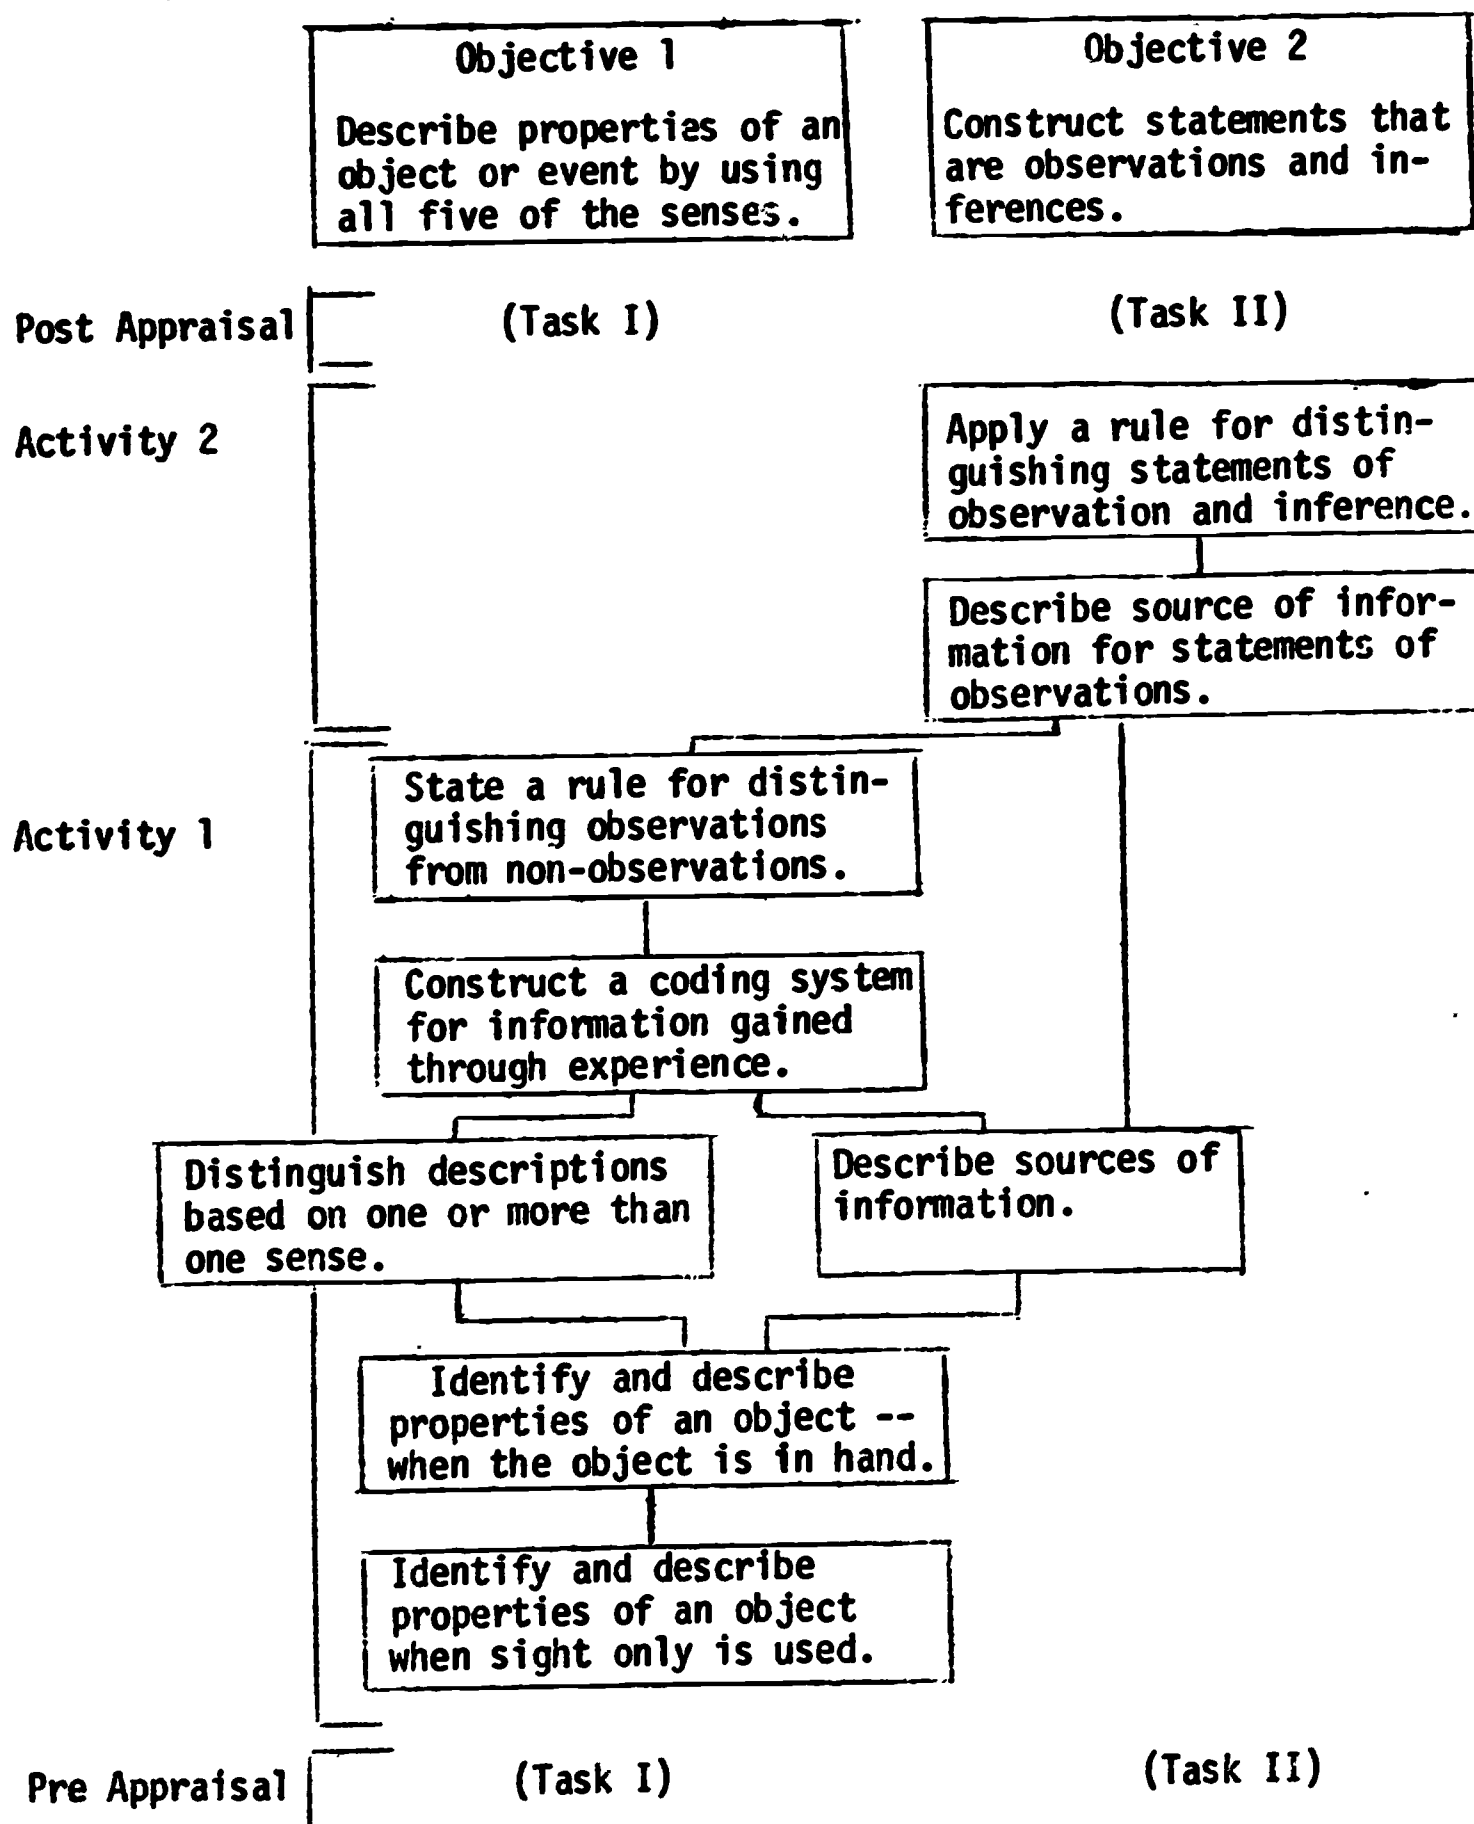 Objective 1
Describe properties of an
object or event by using
all five of the senses.
Objective 2
Construct statements that
are observations and in-
ferences.
Post Appraisal
(Task I)
(Task II)
Activity 2
Apply a rule for distin-
guishing statements of
observation and inference.
Describe source of infor-
mation for statements of
observations.
Activity 1
State a rule for distin-
guishing observations
from non-observations.
Construct a coding system
for information gained
through experience.
Distinguish descriptions
based on one or more than
one sense.
Describe sources of
information.
Identify and describe
properties of an object --
when the object is in hand.
Identify and describe
properties of an object
when sight only is used.
Pre Appraisal
(Task I)
(Task II)